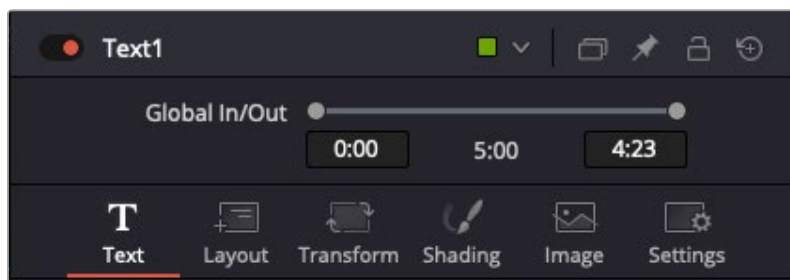 Text1
Global In/Out
0:00 5:00 4:23
T
Text Layout Transform Shading Image Settings